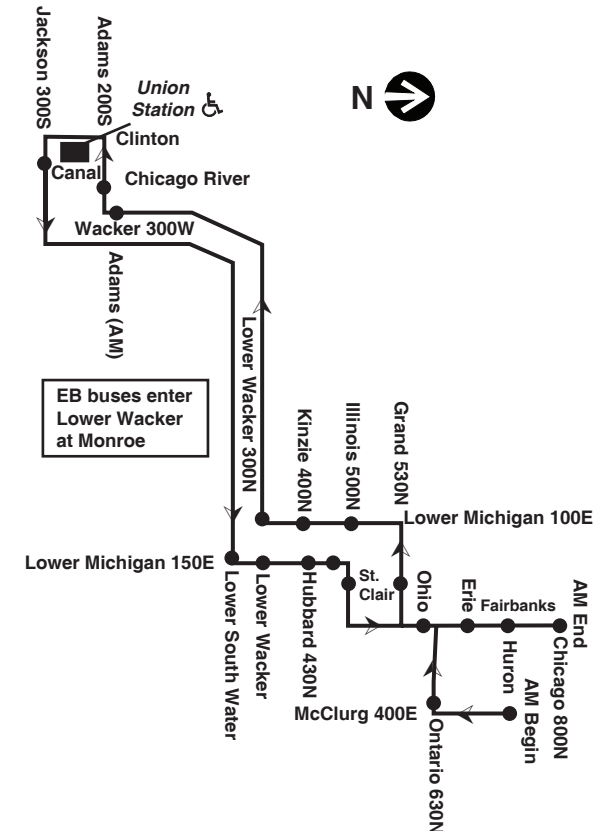 Jackson 300S
Adams 200S
Union
Station
N
Clinton
Canal
Chicago River
Wacker 300W
Adams (AM)
EB buses enter
Lower Wacker
at Monroe
Lower Wacker 300N
Kinzie 400N
Illinois 500N
Grand 530N
Lower Michigan 100E
Lower Michigan 150E
St.
Clair
Ohio
Erie
Fairbanks
AM End
Chicago 800N
Lower South Water
Lower Wacker
Hubbard 430N
Huron
AM Begin
McClurg 400E
Ontario 630N